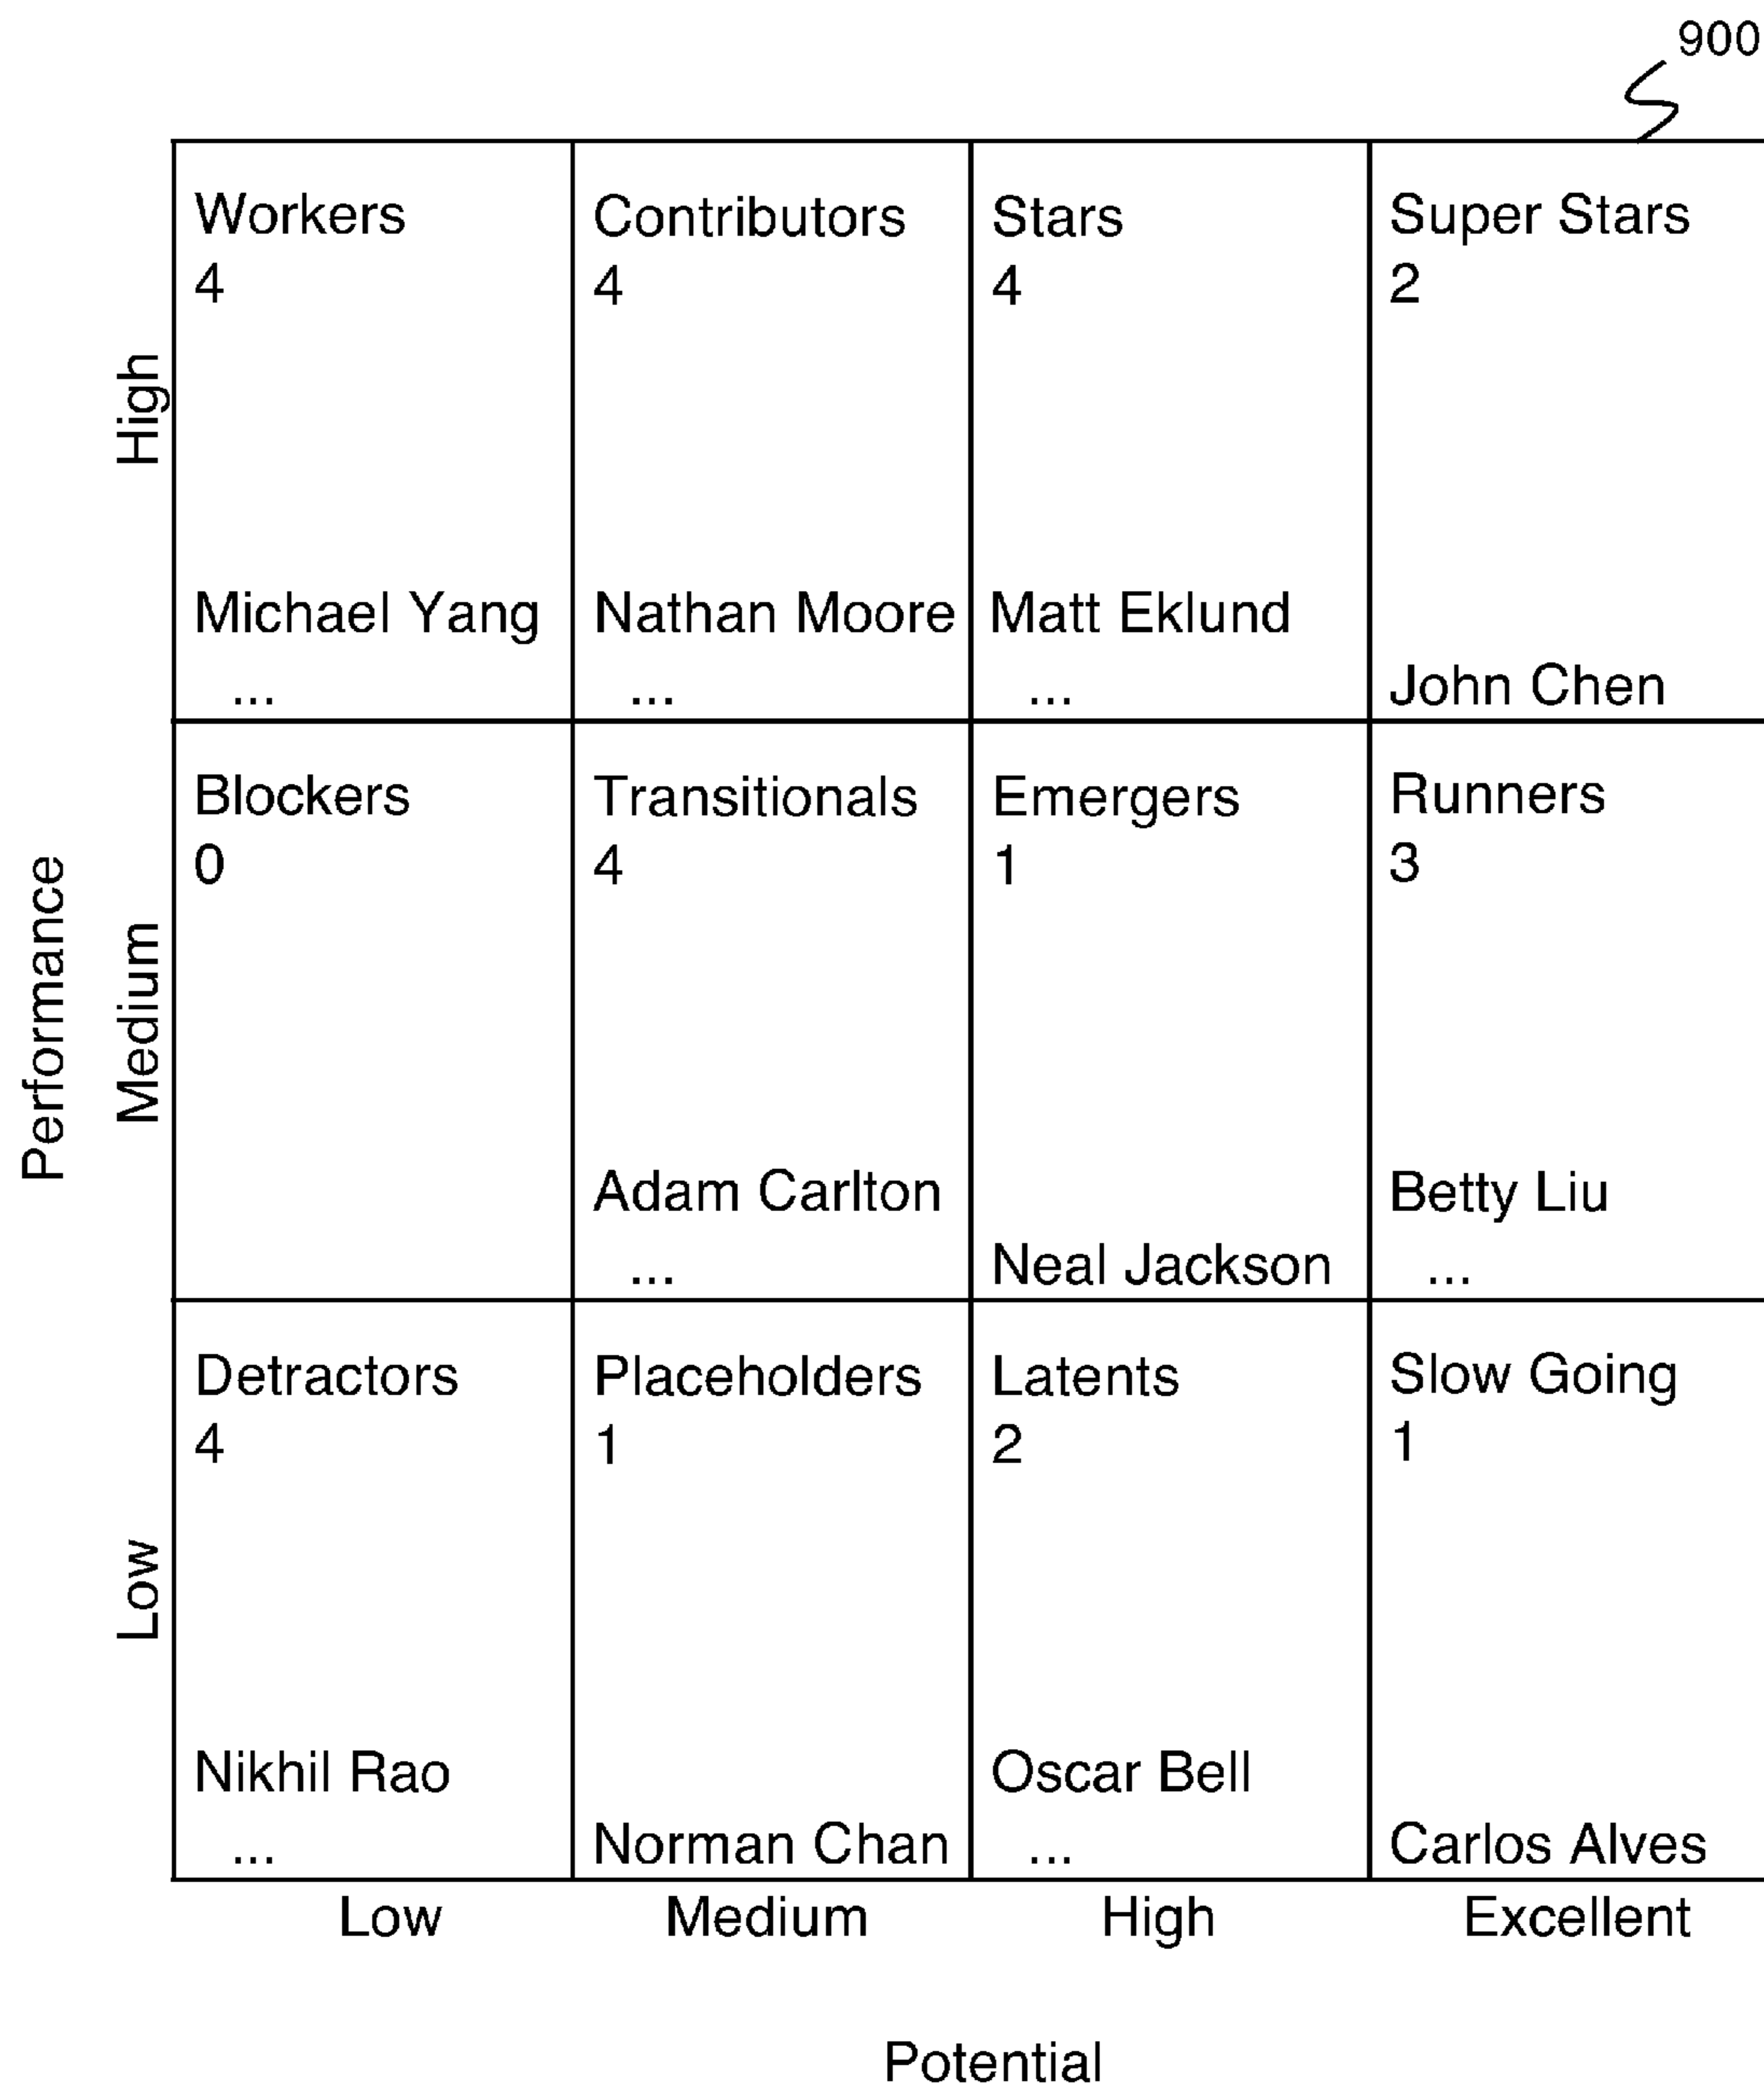 900
Workers
4
Michael Yang
...
Contributors
4
Nathan Moore
...
Stars
4
Matt Eklund
...
Super Stars
2
John Chen
High
Blockers
0
Transitionals
4
Adam Carlton
...
Emergers
1
Neal Jackson
Runners
3
Betty Liu
...
Medium
Performance
Detractors
4
Nikhil Rao
...
Placeholders
1
Norman Chan
Latents
2
Oscar Bell
...
Slow Going
1
Carlos Alves
Low
Low
Medium
High
Excellent
Potential